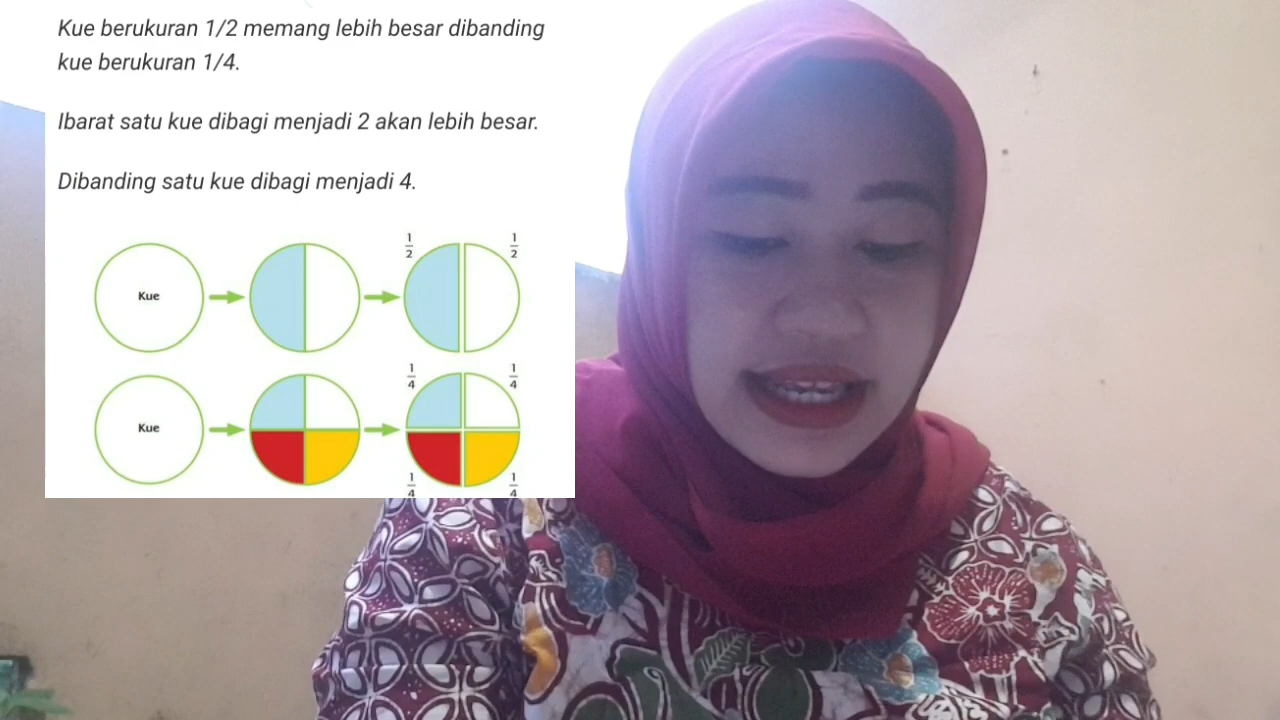 Kue berukuran 1/2 memang lebih besar dibanding
kue berukuran 1/4.
Ibarat satu kue dibagi menjadi 2 akan lebih besar.
Dibanding satu kue dibagi menjadi 4.
1/2 1/2
Kue
1/4 1/4
Kue
1/4 1/4